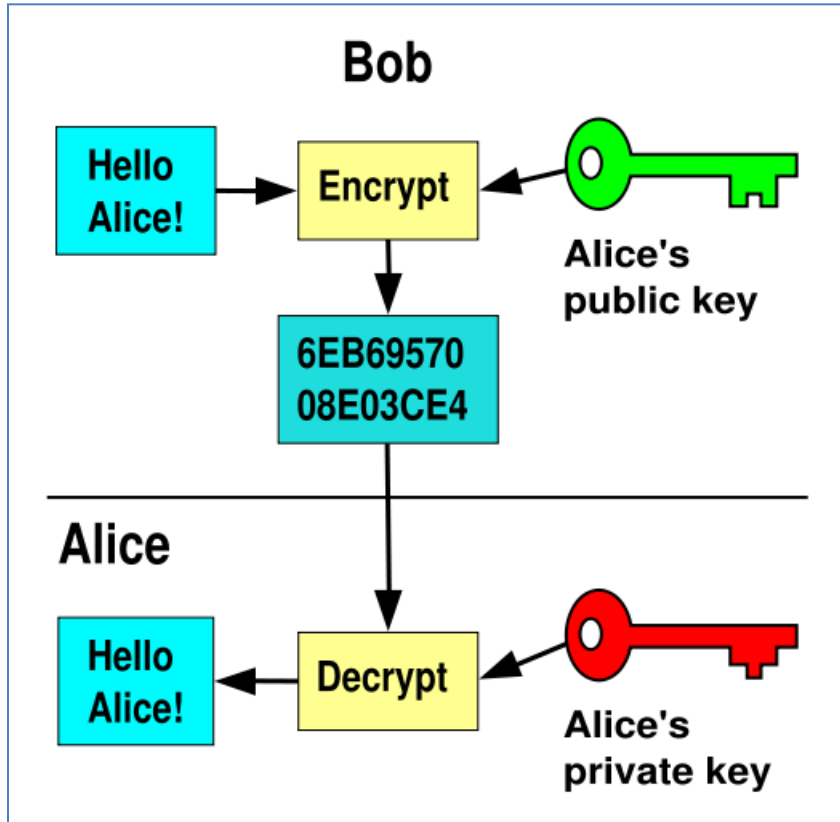 Bob
Hello
Alice!
Encrypt
Alice's
public key
6EB69570
08E03CE4
Alice
Hello
Alice!
Decrypt
Alice's
private key